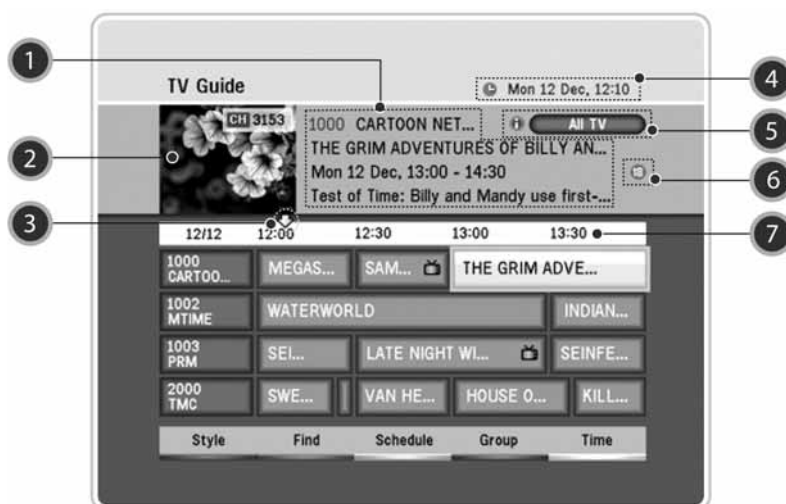 1
TV Guide
Mon 12 Dec, 12:10
4
CH 3153
1000 CARTOON NET...
All TV
5
2
THE GRIM ADVENTURES OF BILLY AN...
Mon 12 Dec, 13:00 - 14:30
6
Test of Time: Billy and Mandy use first-...
3
12/12 12:00 12:30 13:00 13:30
7
1000 CARTOO... MEGAS... SAM... THE GRIM ADVE...
1002 MTIME WATERWORLD INDIAN...
1003 PRM SEI... LATE NIGHT WI... SEINFE...
2000 TMC SWE... VAN HE... HOUSE O... KILL...
Style Find Schedule Group Time